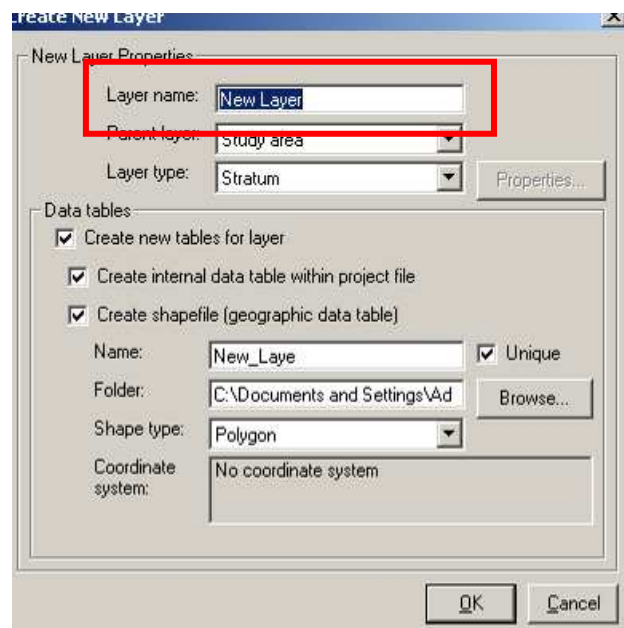 Create New Layer
New Layer Properties
Layer name: New Layer
Parent layer: Study area
Layer type: Stratum Properties...
Data tables
Create new tables for layer
Create internal data table within project file
Create shapefile (geographic data table)
Name: New_Laye Unique
Folder: C:\Documents and Settings\Ad Browse...
Shape type: Polygon
Coordinate system: No coordinate system
OK Cancel